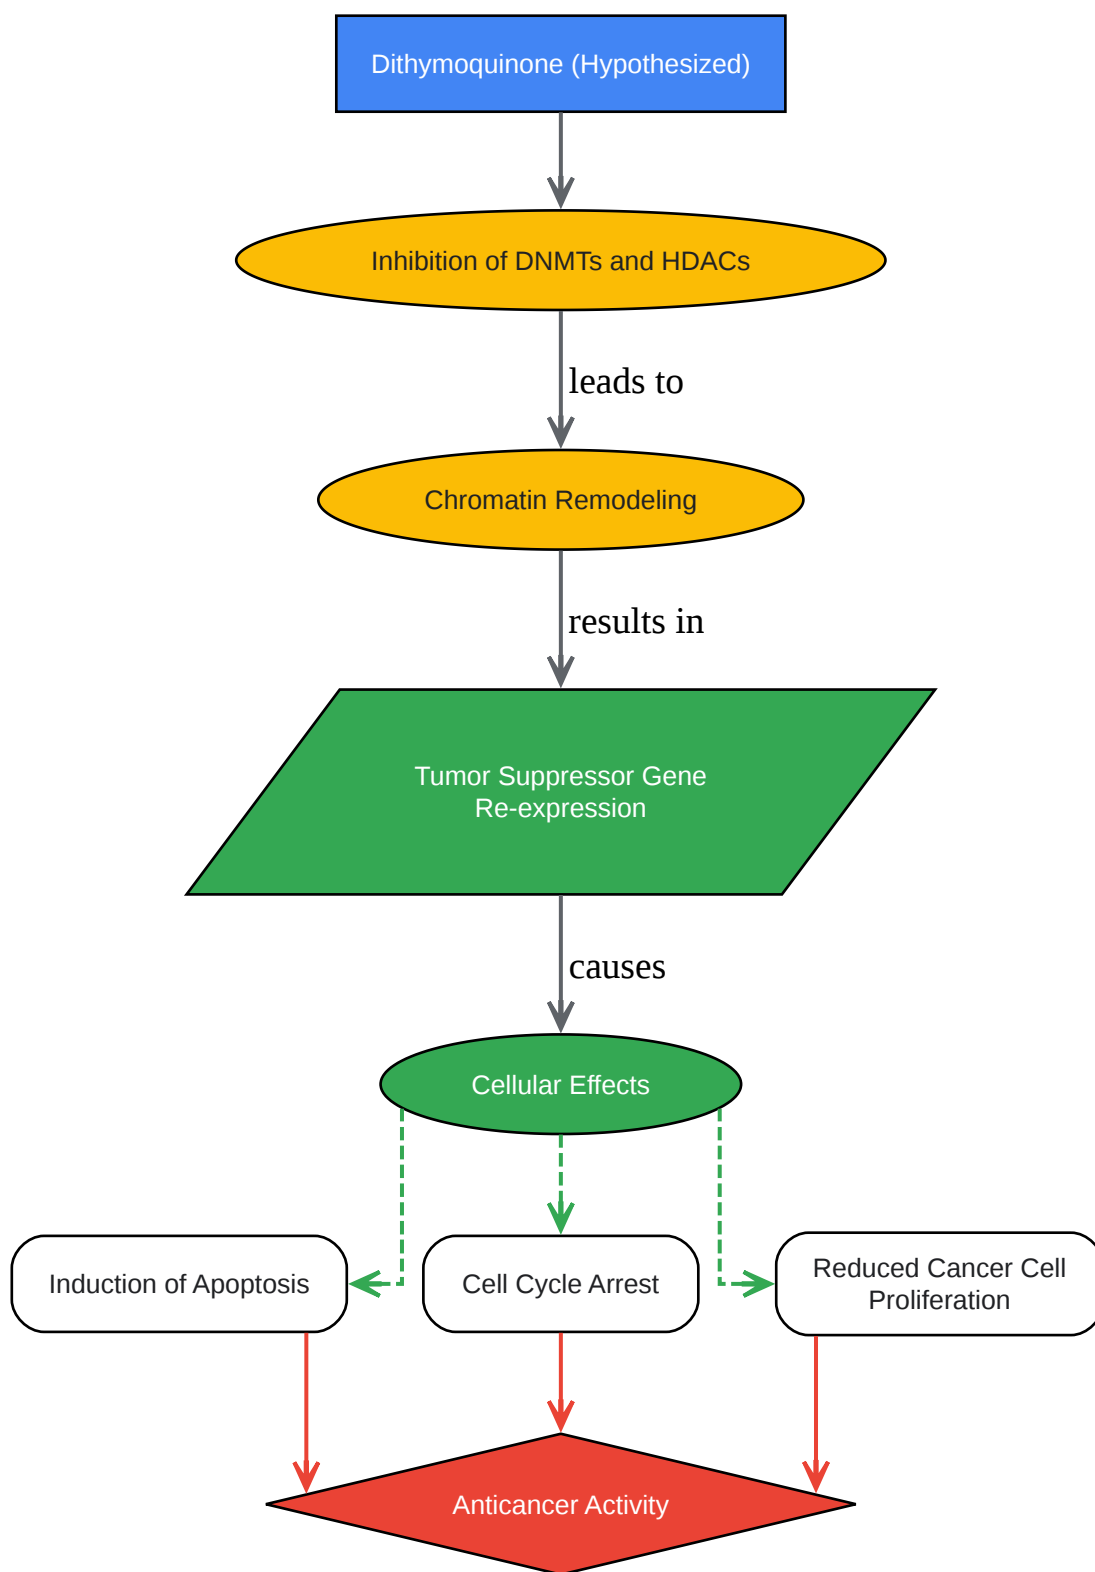 Dithymoquinone (Hypothesized)
Inhibition of DNMTs and HDACs
leads to
Chromatin Remodeling
results in
Tumor Suppressor Gene
Re-expression
causes
Cellular Effects
Induction of Apoptosis
Cell Cycle Arrest
Reduced Cancer Cell
Proliferation
Anticancer Activity